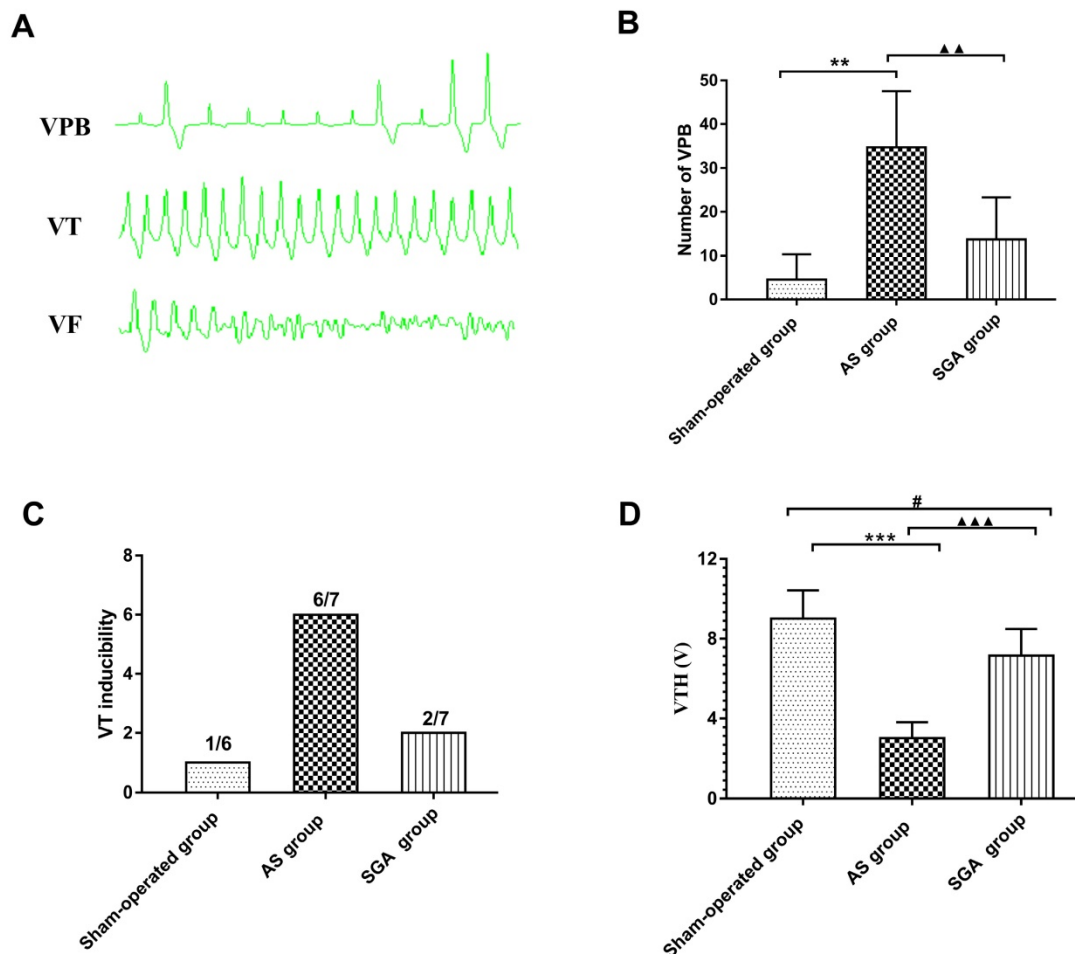 A
VPB
VT
VF
B
**
▲▲
Number of VPB
50
40
30
20
10
0
Sham-operated group
AS group
SGA group
C
VT inducibility
8
6
4
2
0
1/6
6/7
2/7
Sham-operated group
AS group
SGA group
D
#
▲▲▲
***
VTH (V)
12
8
4
0
Sham-operated group
AS group
SGA group